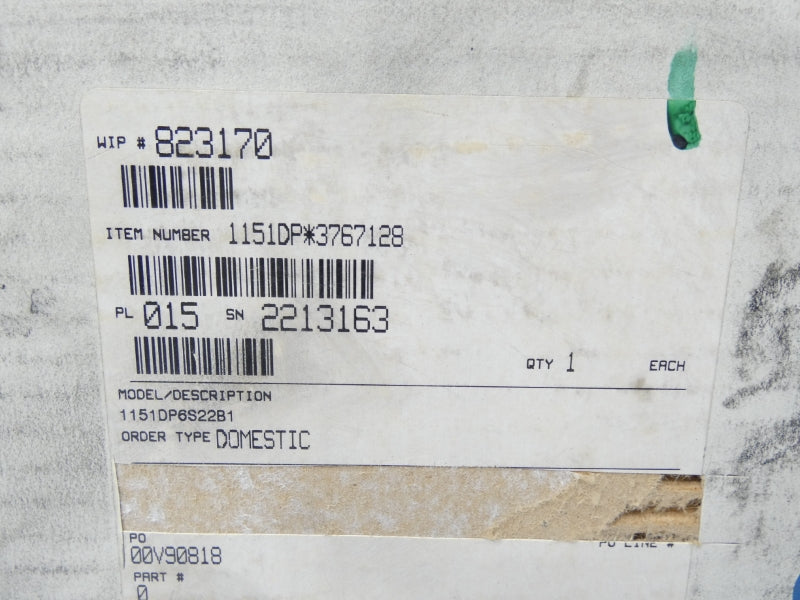 WIP # 823170
ITEM NUMBER 1151DP*3767128
PL 015 SN 2213163
QTY 1 EACH
MODEL/DESCRIPTION
1151DP6S22B1
ORDER TYPE DOMESTIC
PO PO LINE #
00V90818
PART #
0